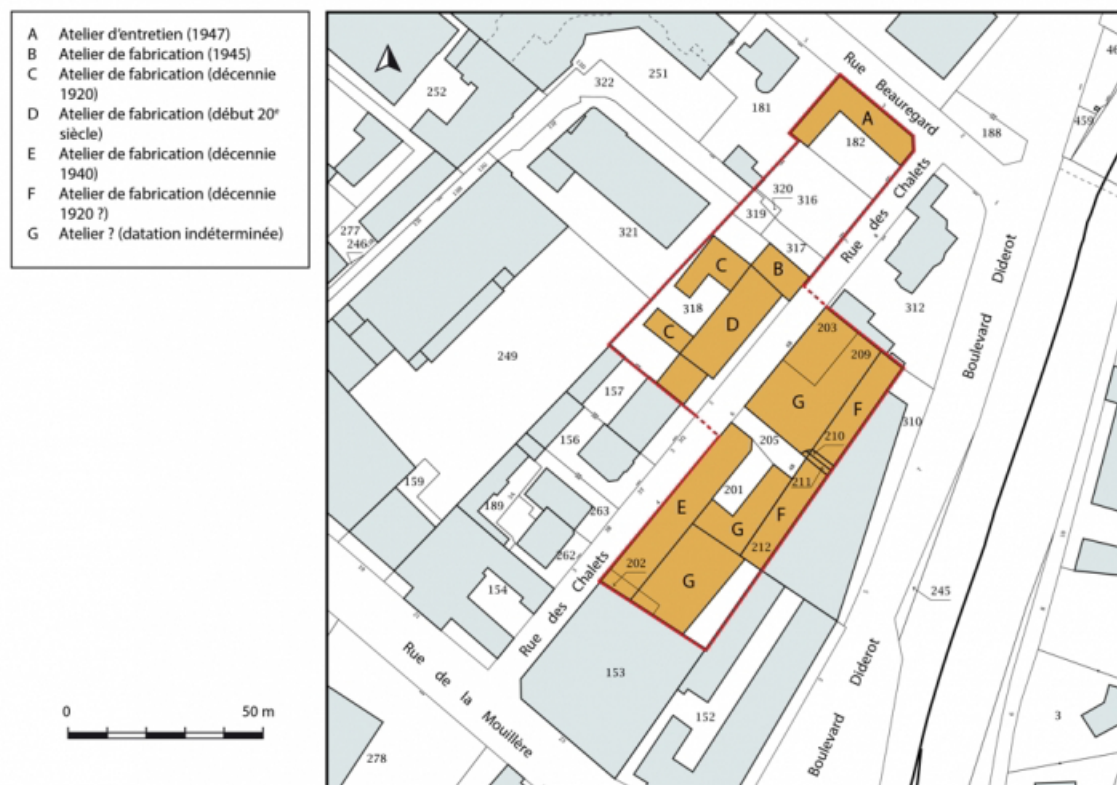 A Atelier d'entretien (1947)
B Atelier de fabrication (1945)
C Atelier de fabrication (décennie
1920)
D Atelier de fabrication (début 20e
siècle)
E Atelier de fabrication (décennie
1940)
F Atelier de fabrication (décennie
1920 ?)
G Atelier ? (datation indéterminée)
0 50 m
Rue Beauregard
251
322
252
181
A
182
188
459
46
Rue des Chalets
320
316
319
317
277
246
321
C
B
318
D
C
312
Boulevard Diderot
203
209
249
G
F
157
310
156
205
210
211
159
201
E
F
189
263
G
212
262
202
G
154
245
Rue des Chalets
153
Rue de la Mouillère
152
Boulevard Diderot
3
278